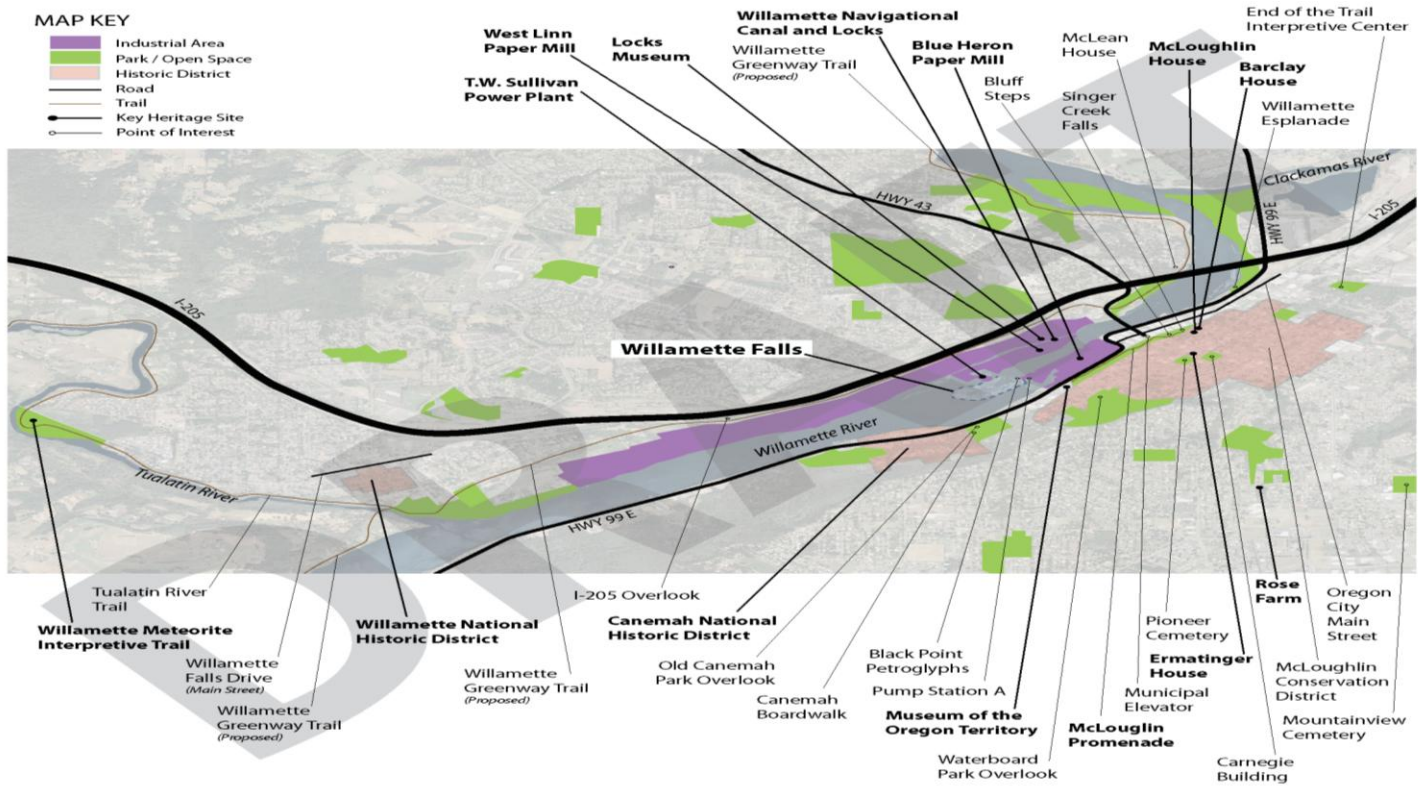 MAP KEY
Industrial Area
Park / Open Space
Historic District
Road
Trail
Key Heritage Site
Point of Interest
West Linn
Paper Mill
T.W. Sullivan
Power Plant
Locks
Museum
Willamette Navigational
Canal and Locks
Willamette
Greenway Trail
(Proposed)
Blue Heron
Paper Mill
Bluff
Steps
McLean
House
Singer
Creek
Falls
McLoughlin
House
End of the Trail
Interpretive Center
Barclay
House
Willamette
Esplanade
Clackamas River
HWY 43
HWY 99 E
I-205
I-205
Willamette Falls
Willamette River
Tualatin River
HWY 99 E
DRAFT
Tualatin River
Trail
Willamette Meteorite
Interpretive Trail
Willamette
Falls Drive
(Main Street)
Willamette
Greenway Trail
(Proposed)
Willamette National
Historic District
Willamette
Greenway Trail
(Proposed)
I-205 Overlook
Canemah National
Historic District
Old Canemah
Park Overlook
Canemah
Boardwalk
Black Point
Petroglyphs
Pump Station A
Museum of the
Oregon Territory
Waterboard
Park Overlook
McLouglin
Promenade
Municipal
Elevator
Pioneer
Cemetery
Ermatinger
House
Carnegie
Building
Rose
Farm
McLoughlin
Conservation
District
Oregon
City
Main
Street
Mountainview
Cemetery